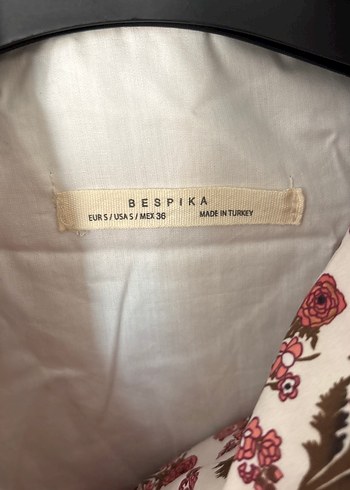 BESPIKA
EUR S / USA S / MEX 36 MADE IN TURKEY